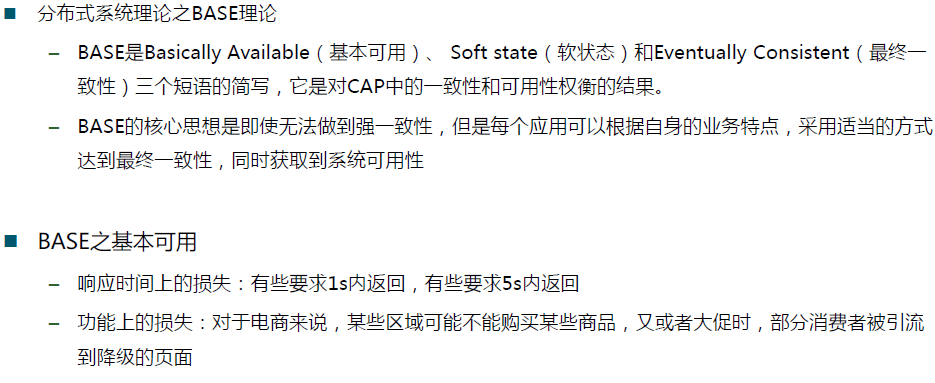 ■ 分布式系统理论之BASE理论
– BASE是Basically Available（基本可用）、 Soft state（软状态）和Eventually Consistent（最终一
致性）三个短语的简写，它是对CAP中的一致性和可用性权衡的结果。
– BASE的核心思想是即使无法做到强一致性，但是每个应用可以根据自身的业务特点，采用适当的方式
达到最终一致性，同时获取到系统可用性
■ BASE之基本可用
– 响应时间上的损失：有些要求1s内返回，有些要求5s内返回
– 功能上的损失：对于电商来说，某些区域可能不能购买某些商品，又或者大促时，部分消费者被引流
到降级的页面